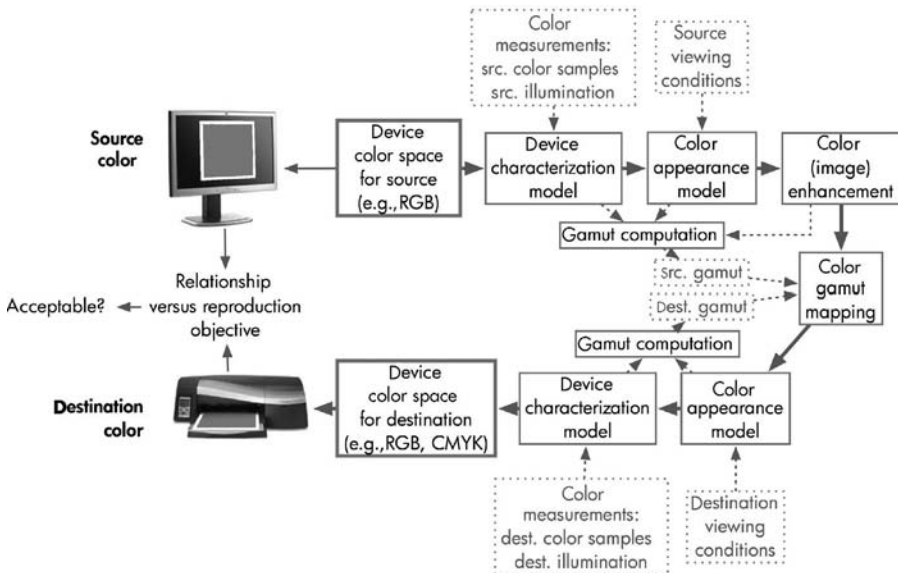 Color
measurements:
src. color samples
src. illumination
Source
viewing
conditions
Source
color
Device
color space
for source
(e.g.,RGB)
Device
characterization
model
Color
appearance
model
Color
(image)
enhancement
Gamut computation
Src. gamut
Dest. gamut
Color
gamut
mapping
Relationship
versus reproduction
objective
Acceptable?
Gamut computation
Destination
color
Device
color space
for destination
(e.g.,RGB, CMYK)
Device
characterization
model
Color
appearance
model
Color
measurements:
dest. color samples
dest. illumination
Destination
viewing
conditions